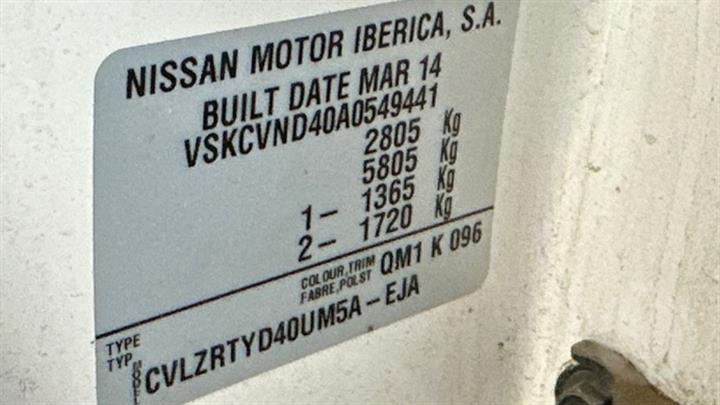 NISSAN MOTOR IBERICA, S.A.
BUILT DATE MAR 14
VSKCVND40A0549441
2805 Kg
5805 Kg
1- 1365 Kg
2- 1720 Kg
COLOUR,TRIM QM1 K 096
FABRE,POLST
TYPE
TYP
MODEL CVLZRTYD40UM5A-EJA